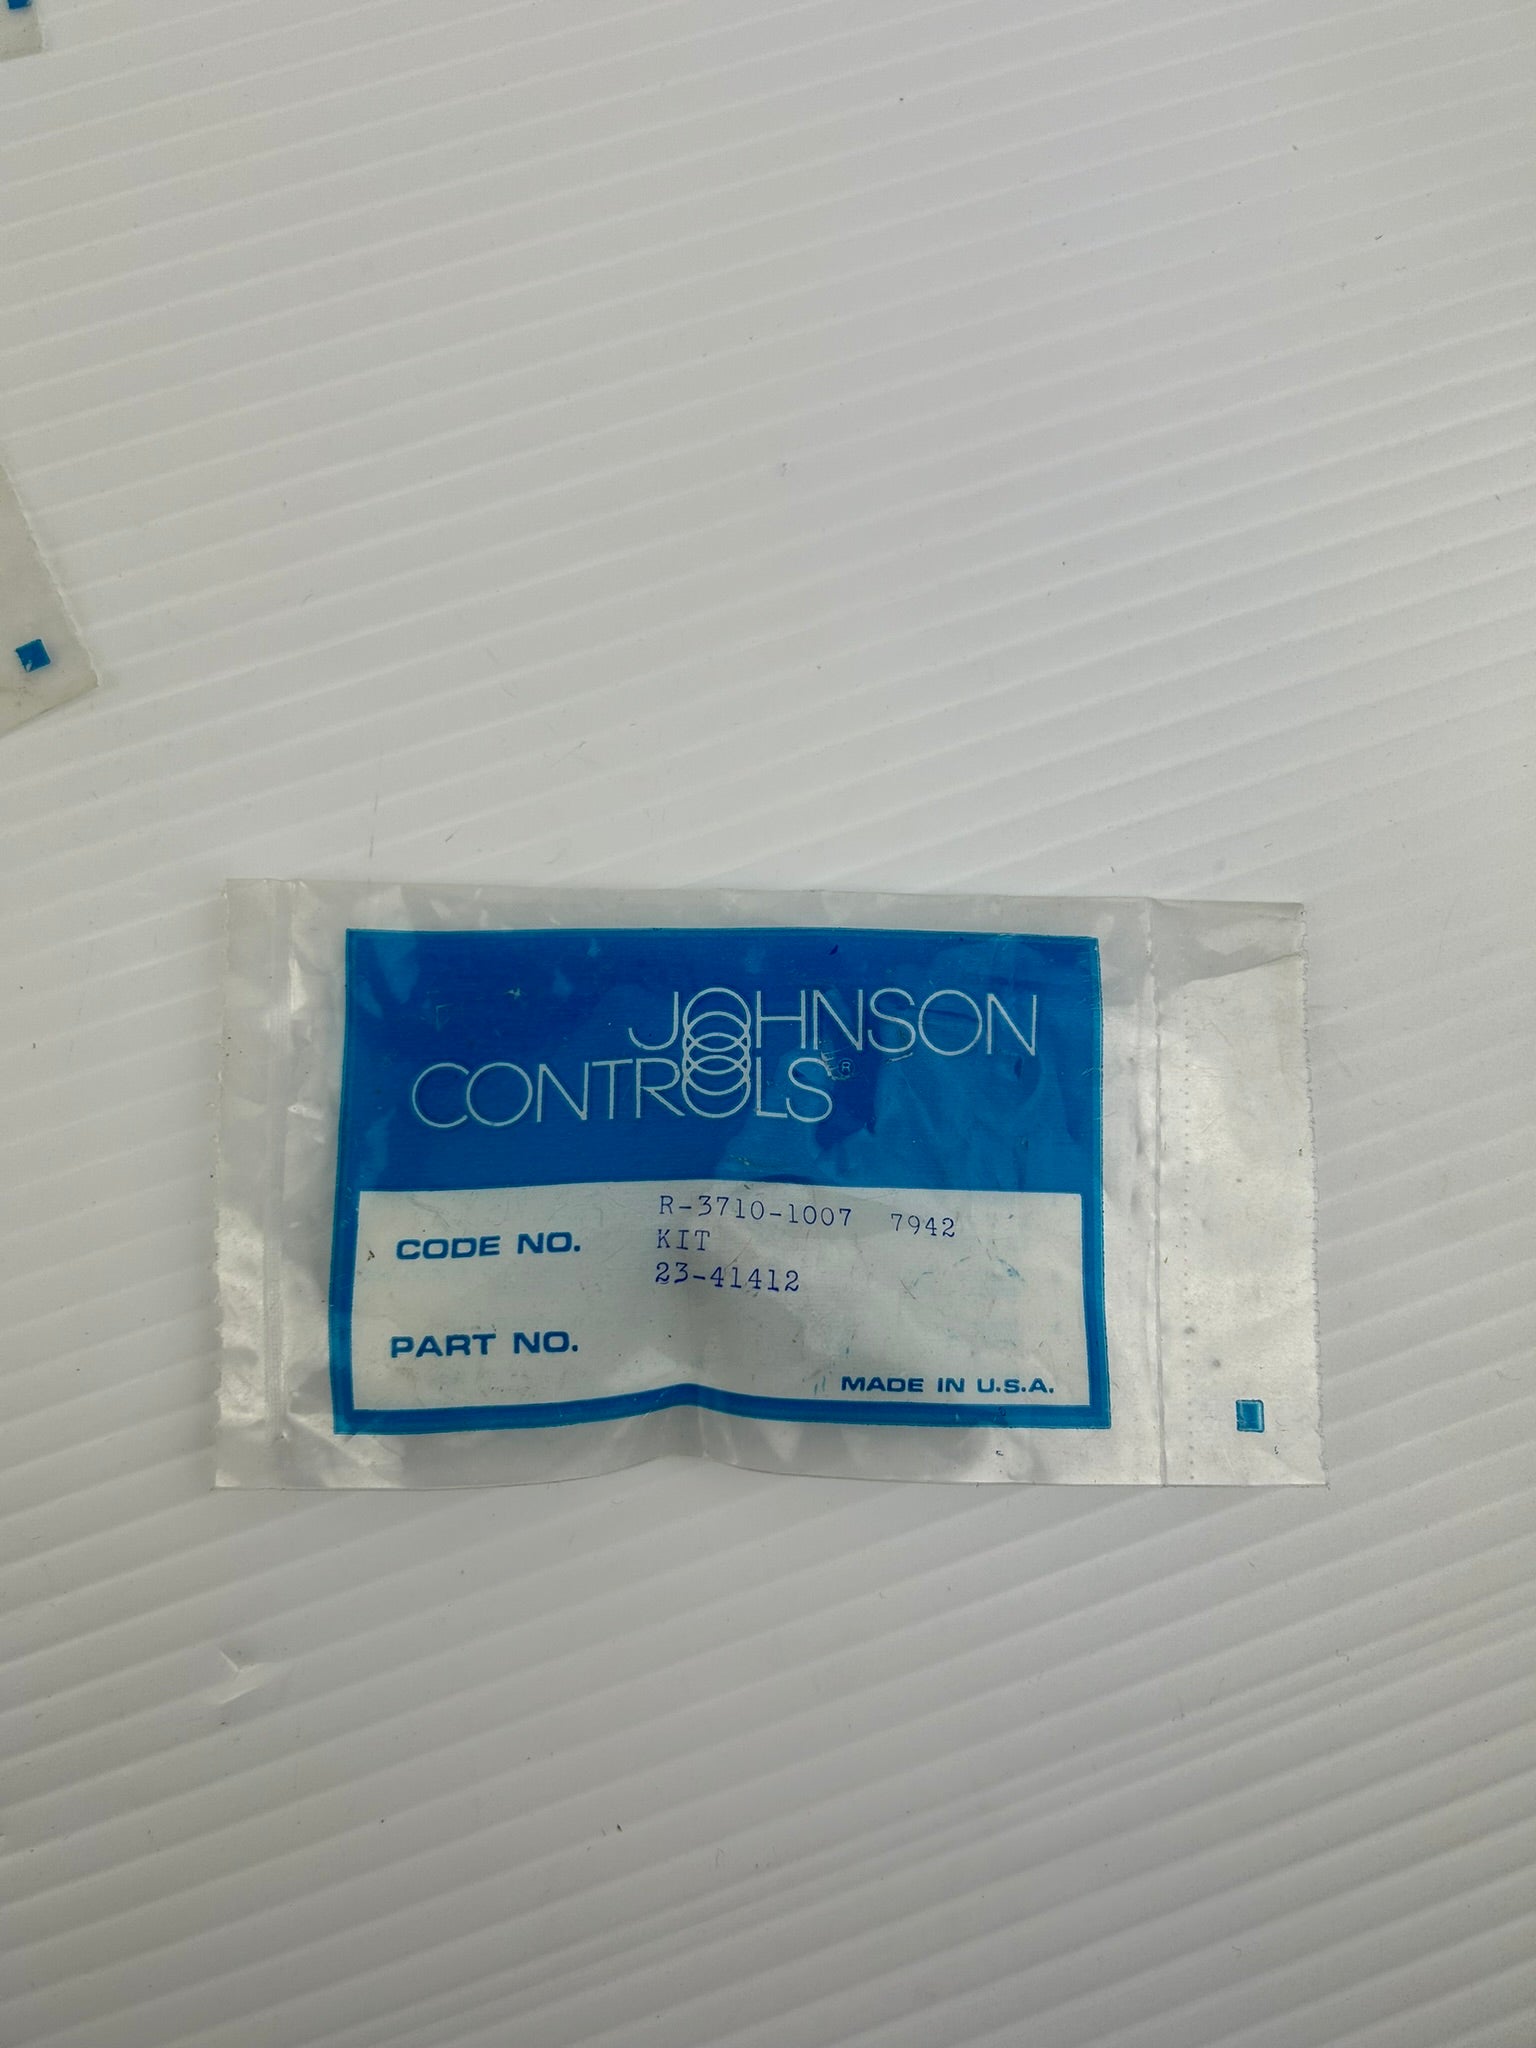 JOHNSON
CONTROLS®
R-3710-1007 7942
CODE NO. KIT
23-41412
PART NO.
MADE IN U.S.A.